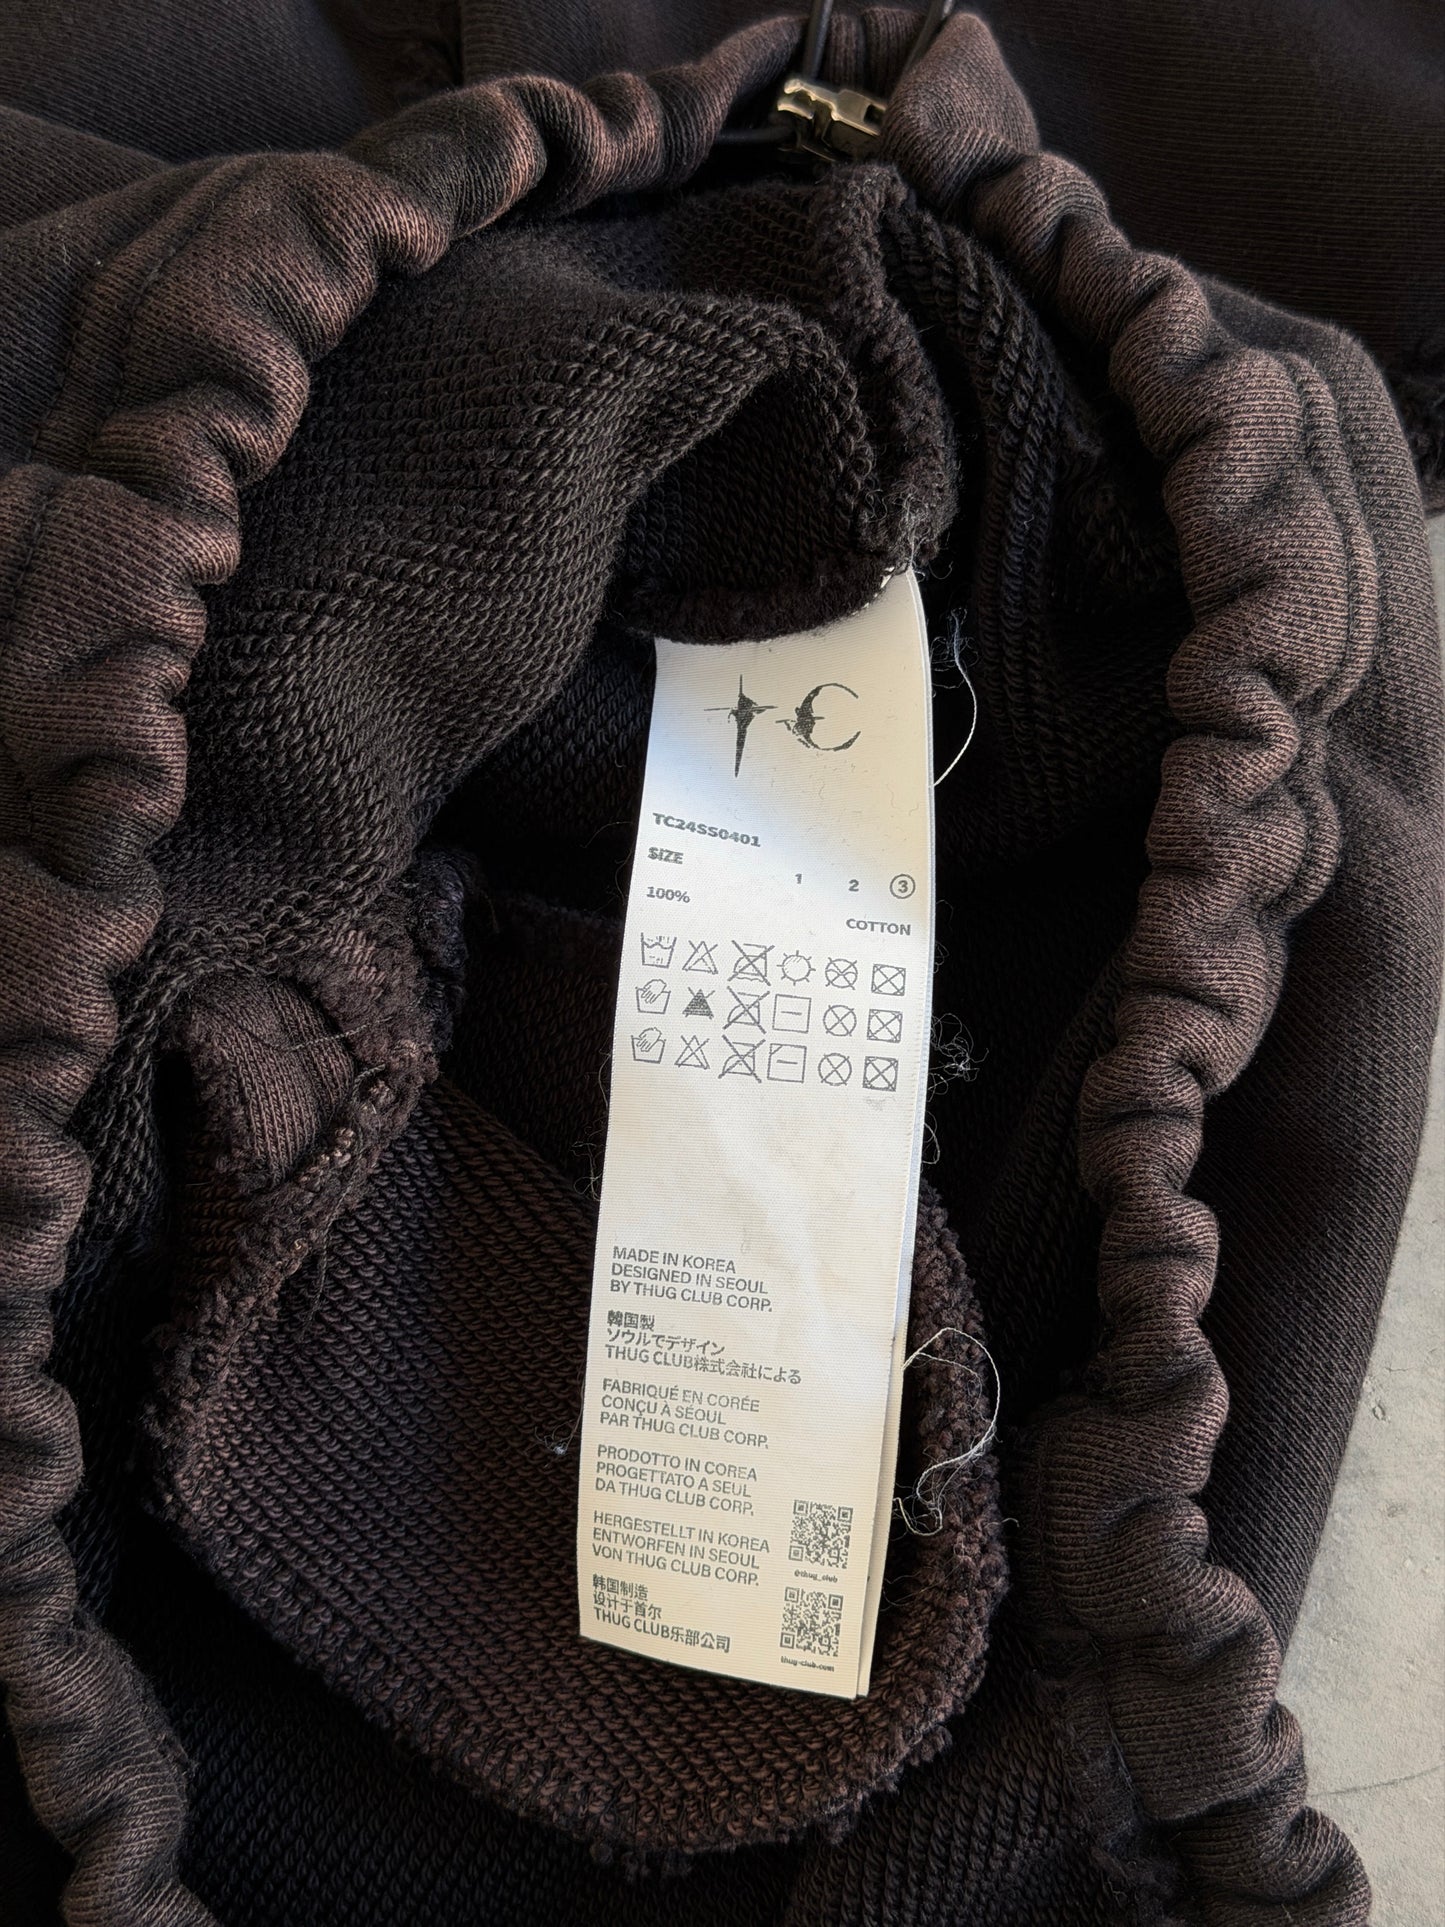 TC24SS0401
SIZE 1 2 3
100% COTTON
MADE IN KOREA
DESIGNED IN SEOUL
BY THUG CLUB CORP.
韓国製
ソウルでデザイン
THUG CLUB株式会社による
FABRIQUÉ EN CORÉE
CONÇU À SÉOUL
PAR THUG CLUB CORP.
PRODOTTO IN COREA
PROGETTATO A SEUL
DA THUG CLUB CORP.
HERGESTELLT IN KOREA
ENTWORFEN IN SEOUL
VON THUG CLUB CORP.
韩国制造
设计于首尔
THUG CLUB乐部公司
@thug_club
thug-club.com